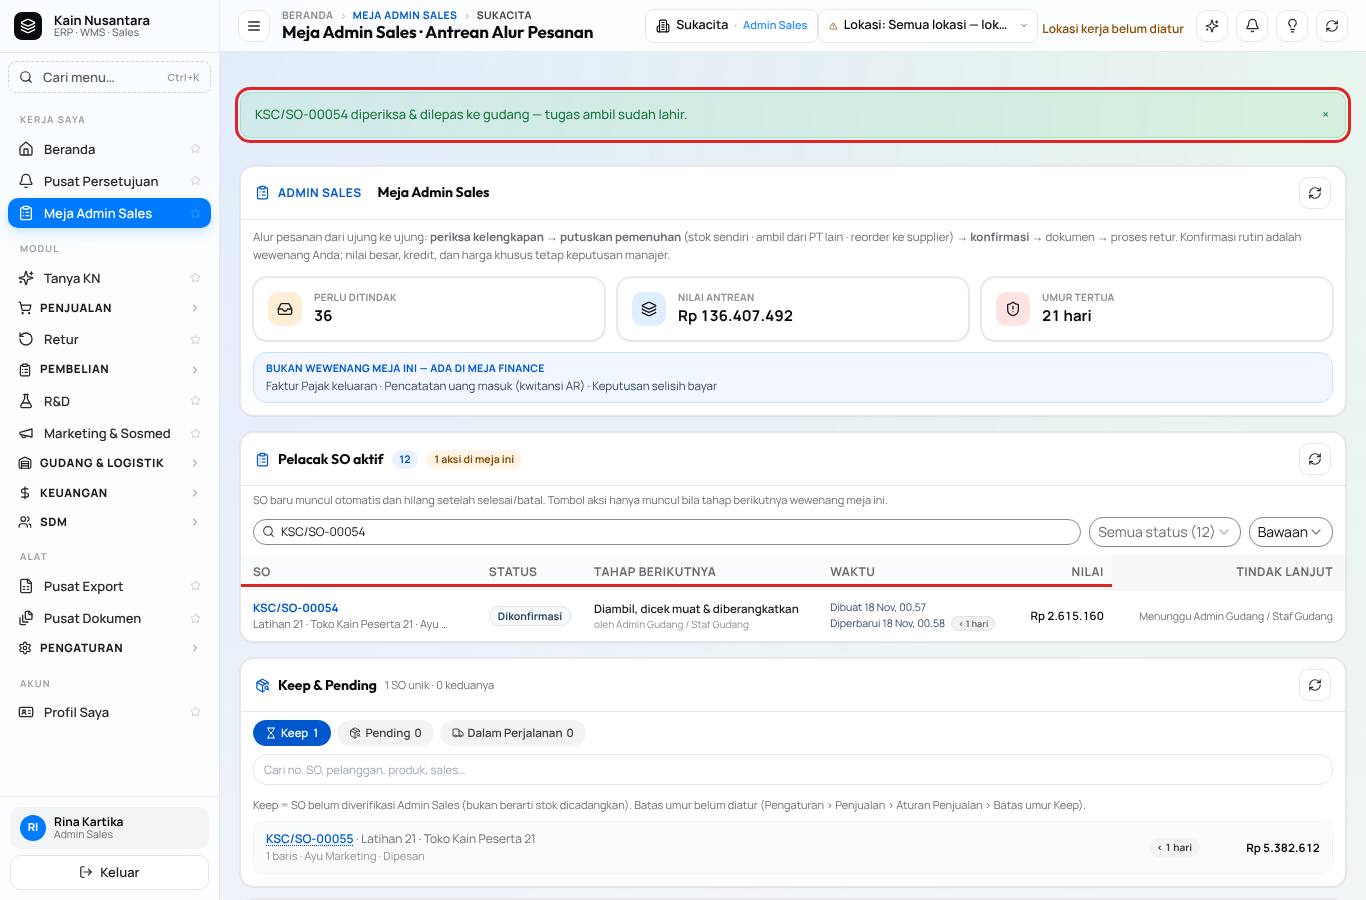 Kain Nusantara
ERP · WMS · Sales
Cari menu...
Ctrl+K
KERJA SAYA
Beranda
Pusat Persetujuan
Meja Admin Sales
MODUL
Tanya KN
PENJUALAN
Retur
PEMBELIAN
R&D
Marketing & Sosmed
GUDANG & LOGISTIK
KEUANGAN
SDM
ALAT
Pusat Export
Pusat Dokumen
PENGATURAN
AKUN
Profil Saya
RI
Rina Kartika
Admin Sales
Keluar
BERANDA › MEJA ADMIN SALES › SUKACITA
Meja Admin Sales · Antrean Alur Pesanan
Sukacita · Admin Sales
Lokasi: Semua lokasi — lok...
Lokasi kerja belum diatur
KSC/SO-00054 diperiksa & dilepas ke gudang — tugas ambil sudah lahir.
×
ADMIN SALES Meja Admin Sales
Alur pesanan dari ujung ke ujung: periksa kelengkapan → putuskan pemenuhan (stok sendiri · ambil dari PT lain · reorder ke supplier) → konfirmasi → dokumen → proses retur. Konfirmasi rutin adalah
wewenang Anda; nilai besar, kredit, dan harga khusus tetap keputusan manajer.
PERLU DITINDAK
36
NILAI ANTREAN
Rp 136.407.492
UMUR TERTUA
21 hari
BUKAN WEWENANG MEJA INI — ADA DI MEJA FINANCE
Faktur Pajak keluaran · Pencatatan uang masuk (kwitansi AR) · Keputusan selisih bayar
Pelacak SO aktif 12 1 aksi di meja ini
SO baru muncul otomatis dan hilang setelah selesai/batal. Tombol aksi hanya muncul bila tahap berikutnya wewenang meja ini.
KSC/SO-00054
Semua status (12)
Bawaan
SO STATUS TAHAP BERIKUTNYA WAKTU NILAI TINDAK LANJUT
KSC/SO-00054
Latihan 21 · Toko Kain Peserta 21 · Ayu ...
Dikonfirmasi
Diambil, dicek muat & diberangkatkan
oleh Admin Gudang / Staf Gudang
Dibuat 18 Nov, 00.57
Diperbarui 18 Nov, 00.58 < 1 hari
Rp 2.615.160
Menunggu Admin Gudang / Staf Gudang
Keep & Pending 1 SO unik · 0 keduanya
Keep 1
Pending 0
Dalam Perjalanan 0
Cari no. SO, pelanggan, produk, sales...
Keep = SO belum diverifikasi Admin Sales (bukan berarti stok dicadangkan). Batas umur belum diatur (Pengaturan › Penjualan › Aturan Penjualan › Batas umur Keep).
KSC/SO-00055 · Latihan 21 · Toko Kain Peserta 21
1 baris · Ayu Marketing · Dipesan
< 1 hari
Rp 5.382.612